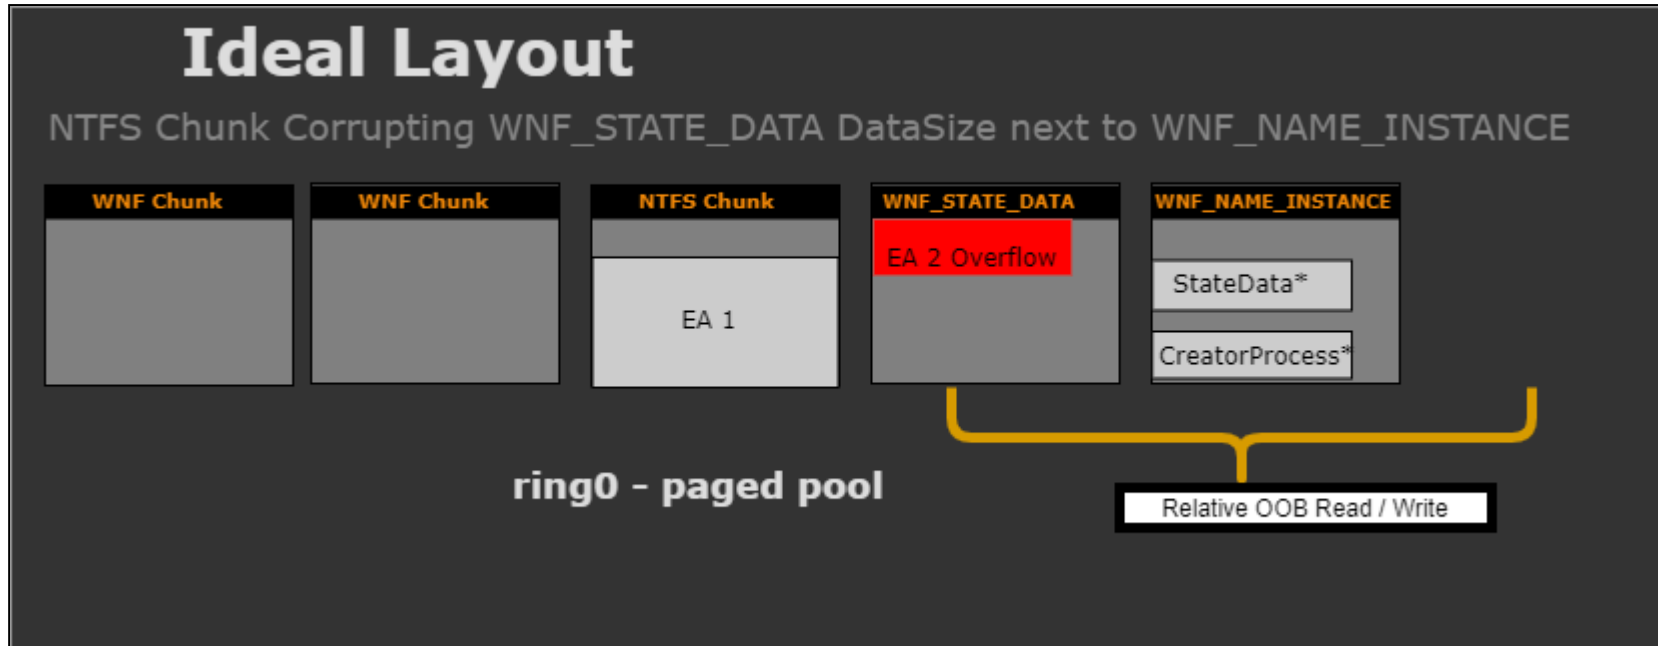 Ideal Layout
NTFS Chunk Corrupting WNF_STATE_DATA DataSize next to WNF_NAME_INSTANCE
WNF Chunk
WNF Chunk
NTFS Chunk
WNF_STATE_DATA
WNF_NAME_INSTANCE
EA 1
EA 2 Overflow
StateData*
CreatorProcess*
ring0 - paged pool
Relative OOB Read / Write